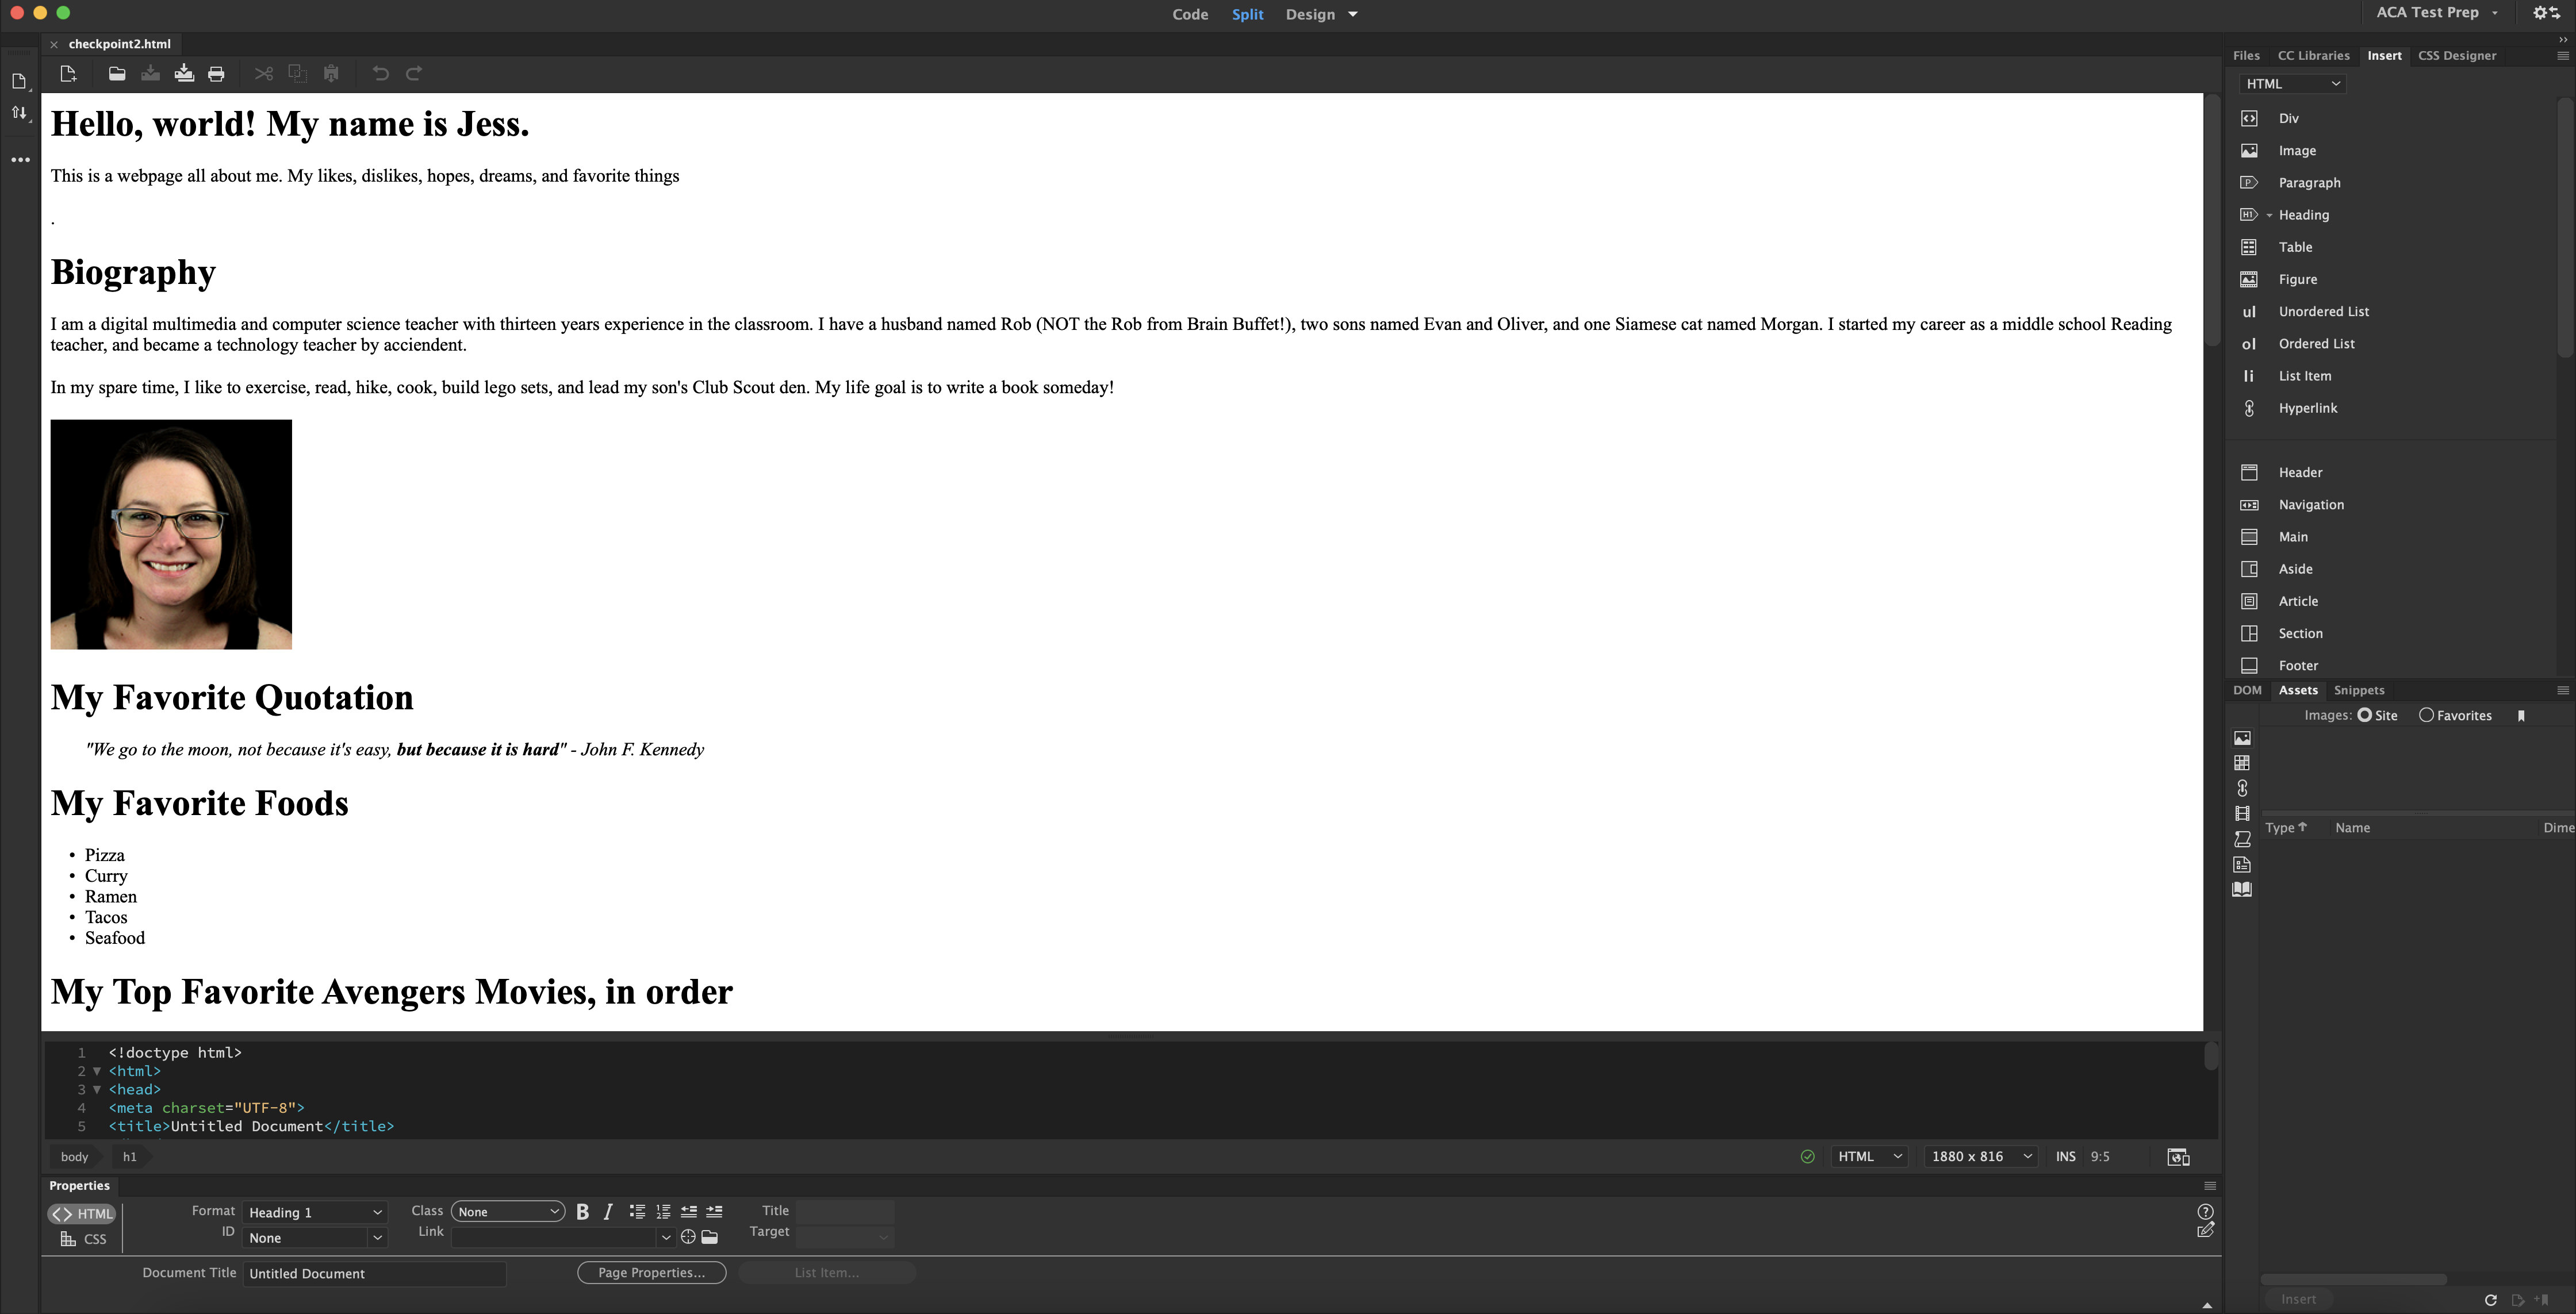 Code Split Design
ACA Test Prep
checkpoint2.html
Files CC Libraries Insert CSS Designer
HTML
Div
Image
Paragraph
Heading
Table
Figure
ul Unordered List
ol Ordered List
li List Item
Hyperlink
Header
Navigation
Main
Aside
Article
Section
Footer
Hello, world! My name is Jess.
This is a webpage all about me. My likes, dislikes, hopes, dreams, and favorite things
.
Biography
I am a digital multimedia and computer science teacher with thirteen years experience in the classroom. I have a husband named Rob (NOT the Rob from Brain Buffet!), two sons named Evan and Oliver, and one Siamese cat named Morgan. I started my career as a middle school Reading
teacher, and became a technology teacher by acciendent.
In my spare time, I like to exercise, read, hike, cook, build lego sets, and lead my son's Club Scout den. My life goal is to write a book someday!
My Favorite Quotation
"We go to the moon, not because it's easy, but because it is hard" - John F. Kennedy
My Favorite Foods
• Pizza
• Curry
• Ramen
• Tacos
• Seafood
My Top Favorite Avengers Movies, in order
DOM Assets Snippets
Images: Site Favorites
Type Name Dime
1 <!doctype html>
2 <html>
3 <head>
4 <meta charset="UTF-8">
5 <title>Untitled Document</title>
body h1
HTML 1880 x 816 INS 9:5
Properties
HTML
CSS
Format Heading 1 Class None B I Title
ID None Link Target
Document Title Untitled Document Page Properties... List Item...
Insert